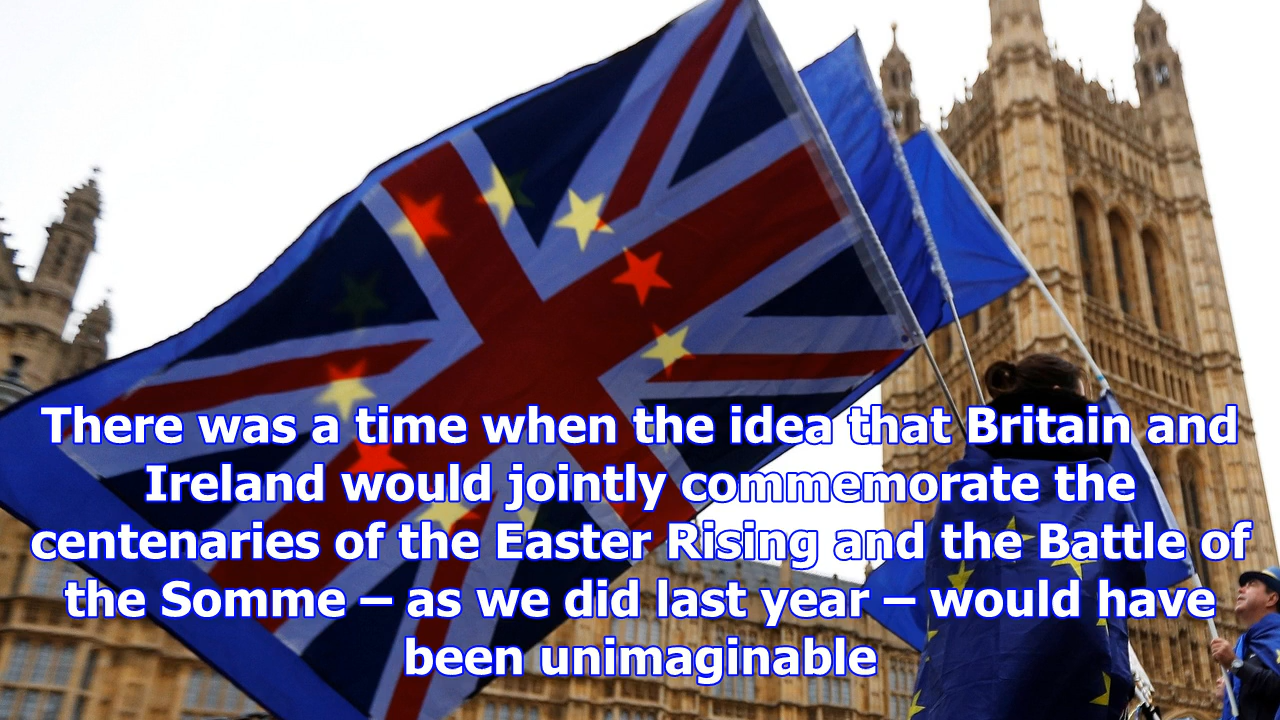 There was a time when the idea that Britain and
Ireland would jointly commemorate the
centenaries of the Easter Rising and the Battle of
the Somme – as we did last year – would have
been unimaginable